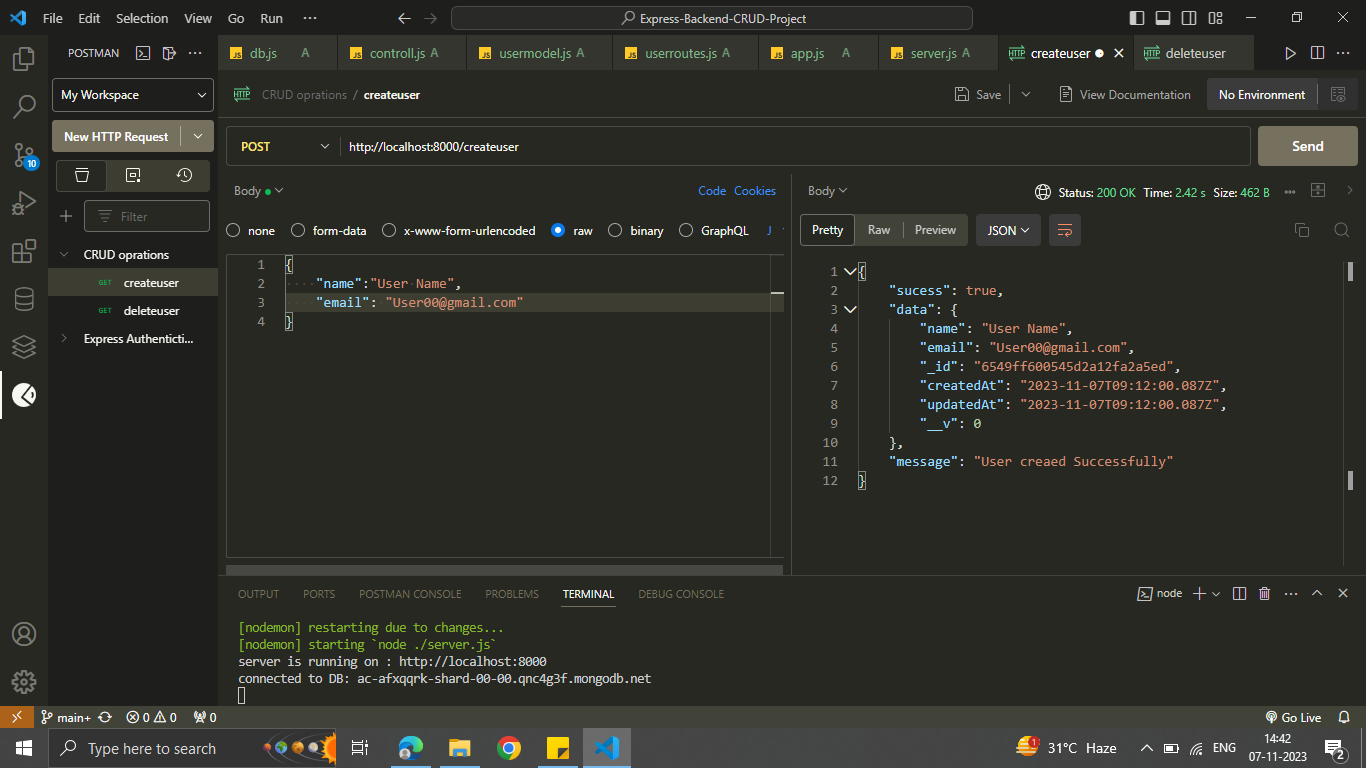 File Edit Selection View Go Run ··· Express-Backend-CRUD-Project
POSTMAN ··· JS db.js A JS controll.js A JS usermodel.js A JS userroutes.js A JS app.js A JS server.js A HTTP createuser HTTP deleteuser
My Workspace
HTTP CRUD oprations / createuser Save View Documentation No Environment
New HTTP Request
POST http://localhost:8000/createuser Send
10
Body Code Cookies
Body Status: 200 OK Time: 2.42 s Size: 462 B
Filter
none form-data x-www-form-urlencoded raw binary GraphQL J
Pretty Raw Preview JSON
CRUD oprations
GET createuser
GET deleteuser
Express Authenticti...
1 {
2 "name":"User Name",
3 "email": "User00@gmail.com"
4 }
1 {
2 "sucess": true,
3 "data": {
4 "name": "User Name",
5 "email": "User00@gmail.com",
6 "_id": "6549ff600545d2a12fa2a5ed",
7 "createdAt": "2023-11-07T09:12:00.087Z",
8 "updatedAt": "2023-11-07T09:12:00.087Z",
9 "__v": 0
10 },
11 "message": "User creaed Successfully"
12 }
OUTPUT PORTS POSTMAN CONSOLE PROBLEMS TERMINAL DEBUG CONSOLE node
[nodemon] restarting due to changes...
[nodemon] starting `node ./server.js`
server is running on : http://localhost:8000
connected to DB: ac-afxqqrk-shard-00-00.qnc4g3f.mongodb.net
main+ 0 0 0 Go Live
Type here to search 1 31°C Haze ENG 14:42
07-11-2023 2